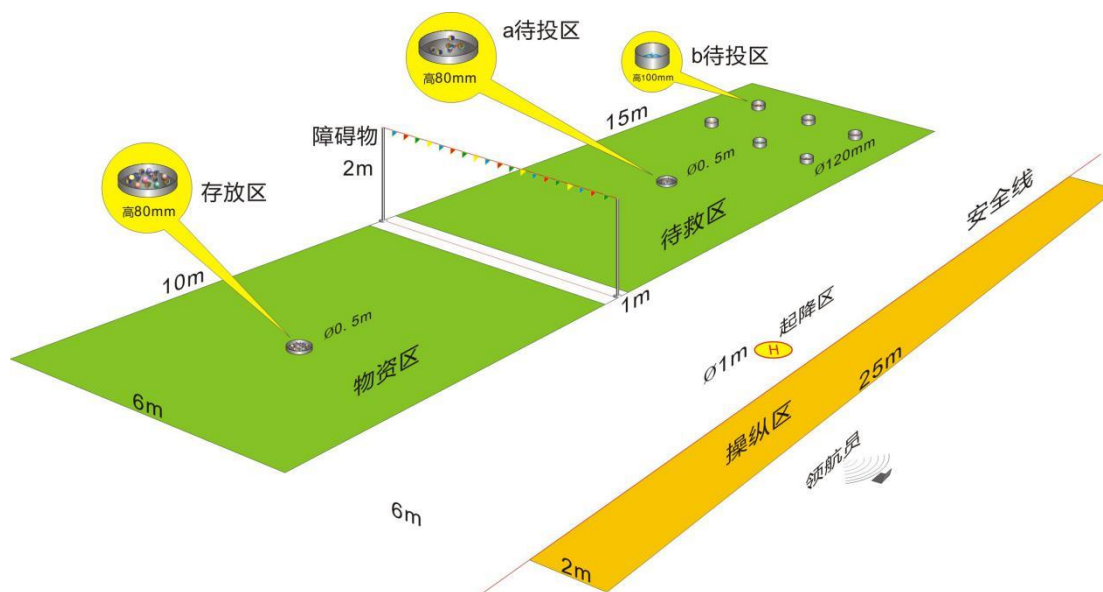 a待投区
高80mm
b待投区
高100mm
15m
障碍物
2m
Ø0.5m
Ø120mm
存放区
高80mm
待救区
安全线
10m
1m
Ø0.5m
起降区
H
Ø1m
25m
物资区
6m
操纵区
领航员
6m
2m